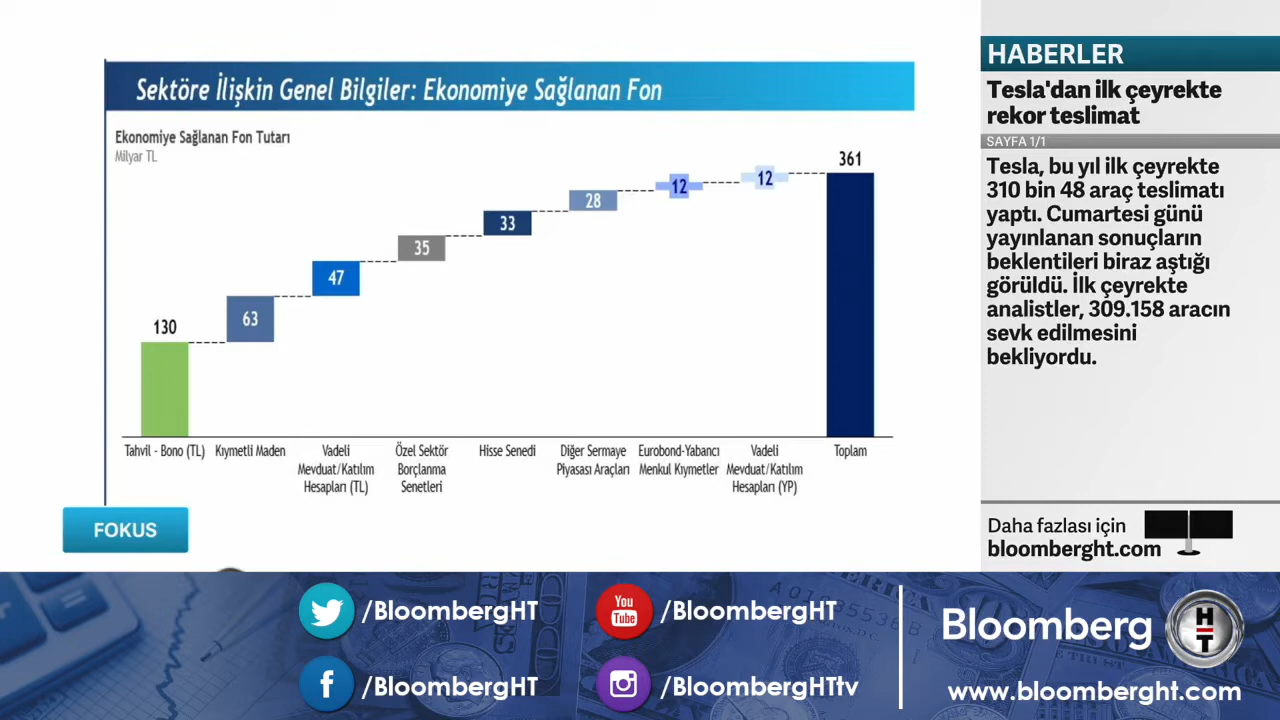 Sektöre İlişkin Genel Bilgiler: Ekonomiye Sağlanan Fon
Ekonomiye Sağlanan Fon Tutarı
Milyar TL
130
63
47
35
33
28
12
12
361
Tahvil - Bono (TL)
Kıymetli Maden
Vadeli
Mevduat/Katılım
Hesapları (TL)
Özel Sektör
Borçlanma
Senetleri
Hisse Senedi
Diğer Sermaye
Piyasası Araçları
Eurobond-Yabancı
Menkul Kıymetler
Vadeli
Mevduat/Katılım
Hesapları (YP)
Toplam
FOKUS
HABERLER
Tesla'dan ilk çeyrekte
rekor teslimat
SAYFA 1/1
Tesla, bu yıl ilk çeyrekte
310 bin 48 araç teslimatı
yaptı. Cumartesi günü
yayınlanan sonuçların
beklentileri biraz aştığı
görüldü. İlk çeyrekte
analistler, 309.158 aracın
sevk edilmesini
bekliyordu.
Daha fazlası için
bloomberght.com
/BloombergHT
You
Tube
/BloombergHT
f
/BloombergHT
/BloombergHTtv
Bloomberg
HT
www.bloomberght.com